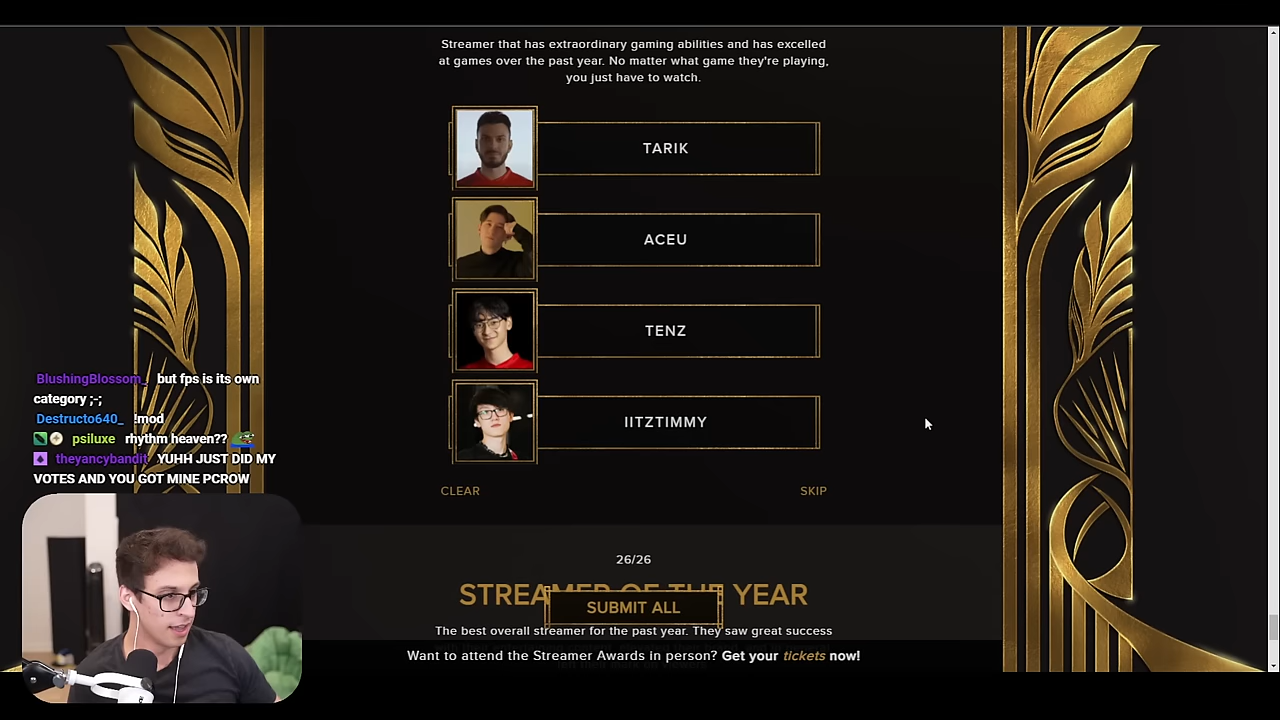 Streamer that has extraordinary gaming abilities and has excelled
at games over the past year. No matter what game they're playing,
you just have to watch.
TARIK
ACEU
TENZ
IITZTIMMY
CLEAR
SKIP
26/26
STREAMER OF THE YEAR
SUBMIT ALL
The best overall streamer for the past year. They saw great success
Want to attend the Streamer Awards in person? Get your tickets now!
BlushingBlossom_ but fps is its own
category ;-;
Destructo640_ !mod
psiluxe rhythm heaven??
theyancybandit YUHH JUST DID MY
VOTES AND YOU GOT MINE PCROW